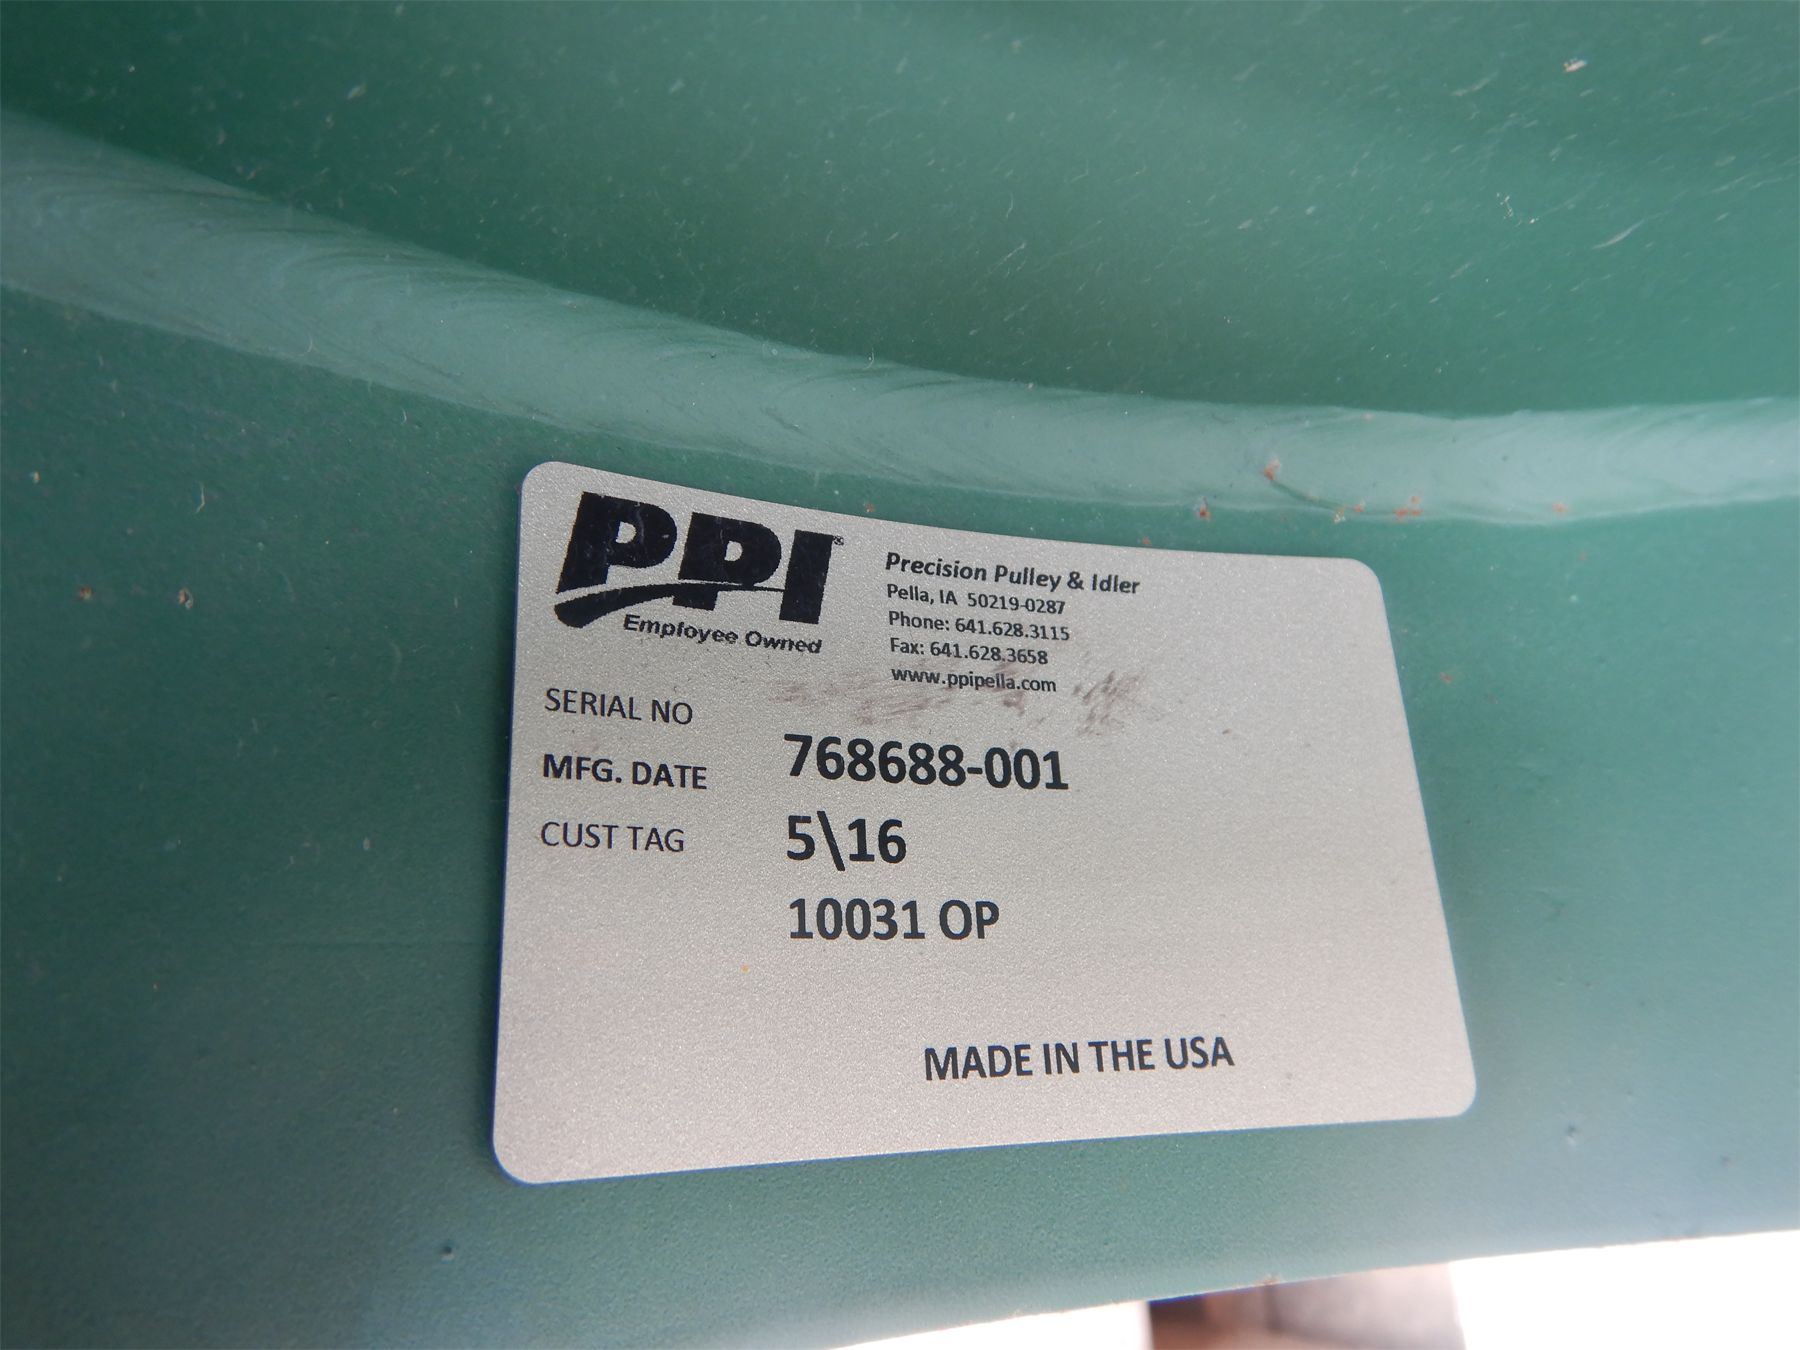 PPI
Employee Owned
Precision Pulley & Idler
Pella, IA 50219-0287
Phone: 641.628.3115
Fax: 641.628.3658
www.ppipella.com
SERIAL NO
768688-001
MFG. DATE
5\16
CUST TAG
10031 OP
MADE IN THE USA